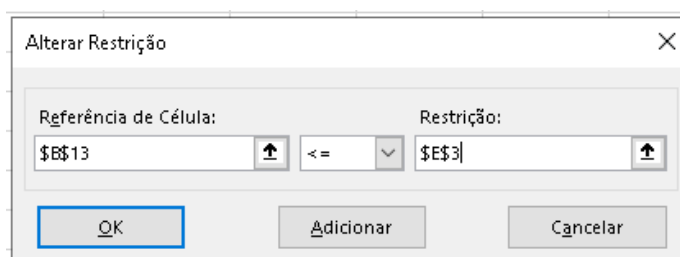 Alterar Restrição
Referência de Célula: Restrição:
$B$13 <= $E$3
OK Adicionar Cancelar